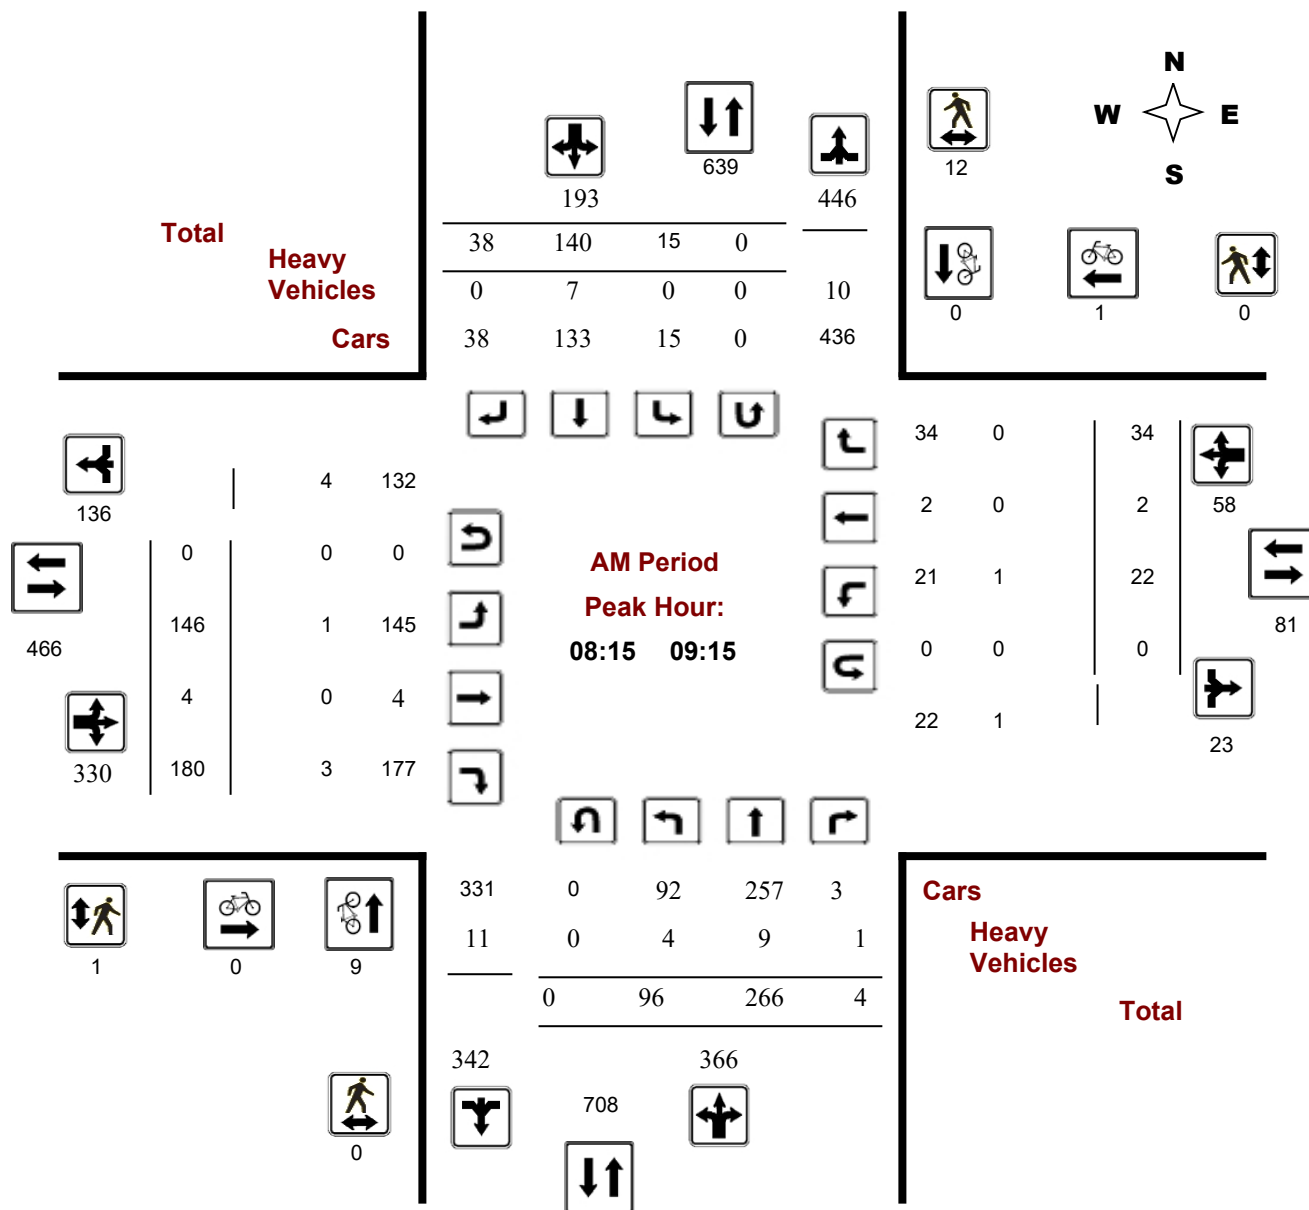 N
W E
S
639
12
193 446
Total
38 140 15 0
Heavy
Vehicles
0 7 0 0 10
0 1 0
Cars
38 133 15 0 436
34 0 34
4 132
136
2 0 2 58
0 0 0
AM Period
21 1 22
Peak Hour:
146 1 145
466
81
08:15 09:15
0 0 0
4 0 4
22 1
23
330 180 3 177
331 0 92 257 3
Cars
11 0 4 9 1
Heavy
Vehicles
1 0 9
0 96 266 4
Total
342 366
708
0